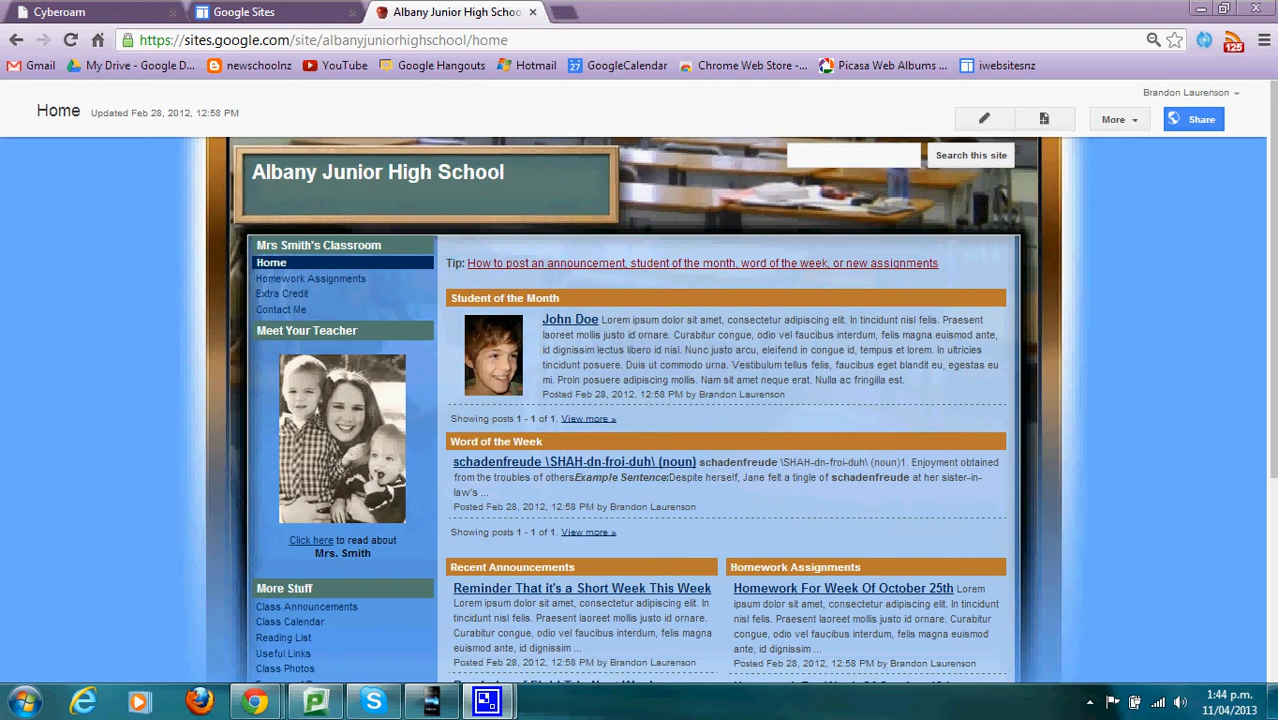 Cyberoam
Google Sites
Albany Junior High Schoo
https://sites.google.com/site/albanyjuniorhighschool/home
125
Gmail
My Drive - Google D...
newschoolnz
YouTube
Google Hangouts
Hotmail
27
GoogleCalendar
Chrome Web Store -...
Picasa Web Albums ...
iwebsitesnz
Brandon Laurenson
Home
Updated Feb 28, 2012, 12:58 PM
More
Share
Albany Junior High School
Search this site
Mrs Smith's Classroom
Home
Homework Assignments
Extra Credit
Contact Me
Meet Your Teacher
Click here to read about
Mrs. Smith
More Stuff
Class Announcements
Class Calendar
Reading List
Useful Links
Class Photos
Tip: How to post an announcement, student of the month, word of the week, or new assignments
Student of the Month
John Doe Lorem ipsum dolor sit amet, consectetur adipiscing elit. In tincidunt nisl felis. Praesent
laoreet mollis justo id ornare. Curabitur congue, odio vel faucibus interdum, felis magna euismod ante,
id dignissim lectus libero id nisl. Nunc justo arcu, eleifend in congue id, tempus et lorem. In ultricies
tincidunt posuere. Duis ut commodo urna. Vestibulum tellus felis, faucibus eget blandit eu, egestas eu
mi. Proin posuere adipiscing mollis. Nam sit amet neque erat. Nulla ac fringilla est.
Posted Feb 28, 2012, 12:58 PM by Brandon Laurenson
Showing posts 1 - 1 of 1. View more »
Word of the Week
schadenfreude \SHAH-dn-froi-duh\ (noun) schadenfreude \SHAH-dn-froi-duh\ (noun)1. Enjoyment obtained
from the troubles of othersExample Sentence:Despite herself, Jane felt a tingle of schadenfreude at her sister-in-
law's ...
Posted Feb 28, 2012, 12:58 PM by Brandon Laurenson
Showing posts 1 - 1 of 1. View more »
Recent Announcements
Reminder That it's a Short Week This Week
Lorem ipsum dolor sit amet, consectetur adipiscing elit. In
tincidunt nisl felis. Praesent laoreet mollis justo id ornare.
Curabitur congue, odio vel faucibus interdum, felis magna
euismod ante, id dignissim ...
Posted Feb 28, 2012, 12:58 PM by Brandon Laurenson
Homework Assignments
Homework For Week Of October 25th Lorem
ipsum dolor sit amet, consectetur adipiscing elit. In
tincidunt nisl felis. Praesent laoreet mollis justo id ornare.
Curabitur congue, odio vel faucibus interdum, felis magna
euismod ante, id dignissim ...
Posted Feb 28, 2012, 12:58 PM by Brandon Laurenson
1:44 p.m.
11/04/2013